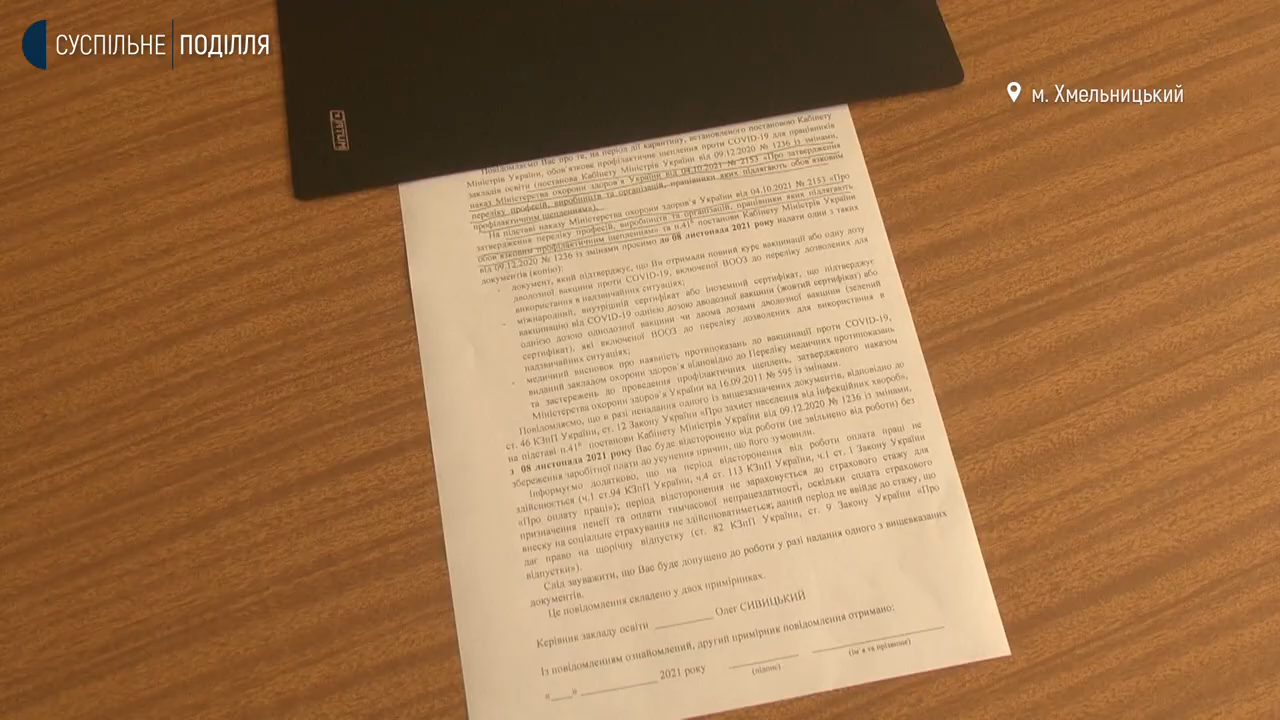 СУСПІЛЬНЕ ПОДІЛЛЯ
м. Хмельницький
DATUM
Повідомляємо Вас про те, на період дії карантину, встановленого постановою Кабінету
Міністрів України, обов'язкове профілактичне щеплення проти COVID-19 для працівників
закладів освіти (постанова Кабінету Міністрів України від 09.12.2020 № 1236 із змінами,
наказ Міністерства охорони здоров'я України від 04.10.2021 № 2153 «Про затвердження
переліку професій, виробництв та організацій, працівники яких підлягають обов'язковим
профілактичним щепленням»).
На підставі наказу Міністерства охорони здоров'я України від 04.10.2021 № 2153 «Про
затвердження переліку професій, виробництв та організацій, працівники яких підлягають
обов'язковим профілактичним щепленням» та п.41⁶ постанови Кабінету Міністрів України
від 09.12.2020 № 1236 із змінами просимо до 08 листопада 2021 року надати один з таких
документів (копію):
- документ, який підтверджує, що Ви отримали повний курс вакцинації або одну дозу
дводозної вакцини проти COVID-19, включеної ВООЗ до переліку дозволених для
використання в надзвичайних ситуаціях;
- міжнародний, внутрішній сертифікат або іноземний сертифікат, що підтверджує
вакцинацію від COVID-19 однією дозою дводозної вакцини (жовтий сертифікат) або
однією дозою однодозної вакцини чи двома дозами дводозної вакцини (зелений
сертифікат), які включеної ВООЗ до переліку дозволених для використання в
надзвичайних ситуаціях;
- медичний висновок про наявність протипоказань до вакцинації проти COVID-19,
виданий закладом охорони здоров'я відповідно до Переліку медичних протипоказань
та застережень до проведення профілактичних щеплень, затвердженого наказом
Міністерства охорони здоров'я України вд 16.09.2011 № 595 із змінами.
Повідомляємо, що в разі ненадання одного із вищезазначених документів, відповідно до
ст. 46 КЗпП України, ст. 12 Закону України «Про захист населення від інфекційних хвороб»,
на підставі п.41⁶ постанови Кабінету Міністрів України від 09.12.2020 № 1236 із змінами,
з 08 листопада 2021 року Вас буде відсторонено від роботи (не звільнено від роботи) без
збереження заробітної плати до усунення причин, що його зумовили.
Інформуємо додатково, що на період відсторонення від роботи оплата праці не
здійснюється (ч.1 ст.94 КЗпП України, ч.4 ст. 113 КЗпП України, ч.1 ст. 1 Закону України
«Про оплату праці»); період відсторонення не зараховується до страхового стажу для
призначення пенсії та оплати тимчасової непрацездатності, оскільки сплата страхового
внеску на соціальне страхування не здійснюватиметься; даний період не ввійде до стажу, що
дає право на щорічну відпустку (ст. 82 КЗпП України, ст. 9 Закону України «Про
відпустки»).
Слід зауважити, що Вас буде допущено до роботи у разі надання одного з вищевказаних
документів.
Це повідомлення складено у двох примірниках.
Керівник закладу освіти ________ Олег СИВИЦЬКИЙ
Із повідомленням ознайомлений, другий примірник повідомлення отримано:
«___» ____________ 2021 року ________ ______________
(підпис) (ім'я та прізвище)